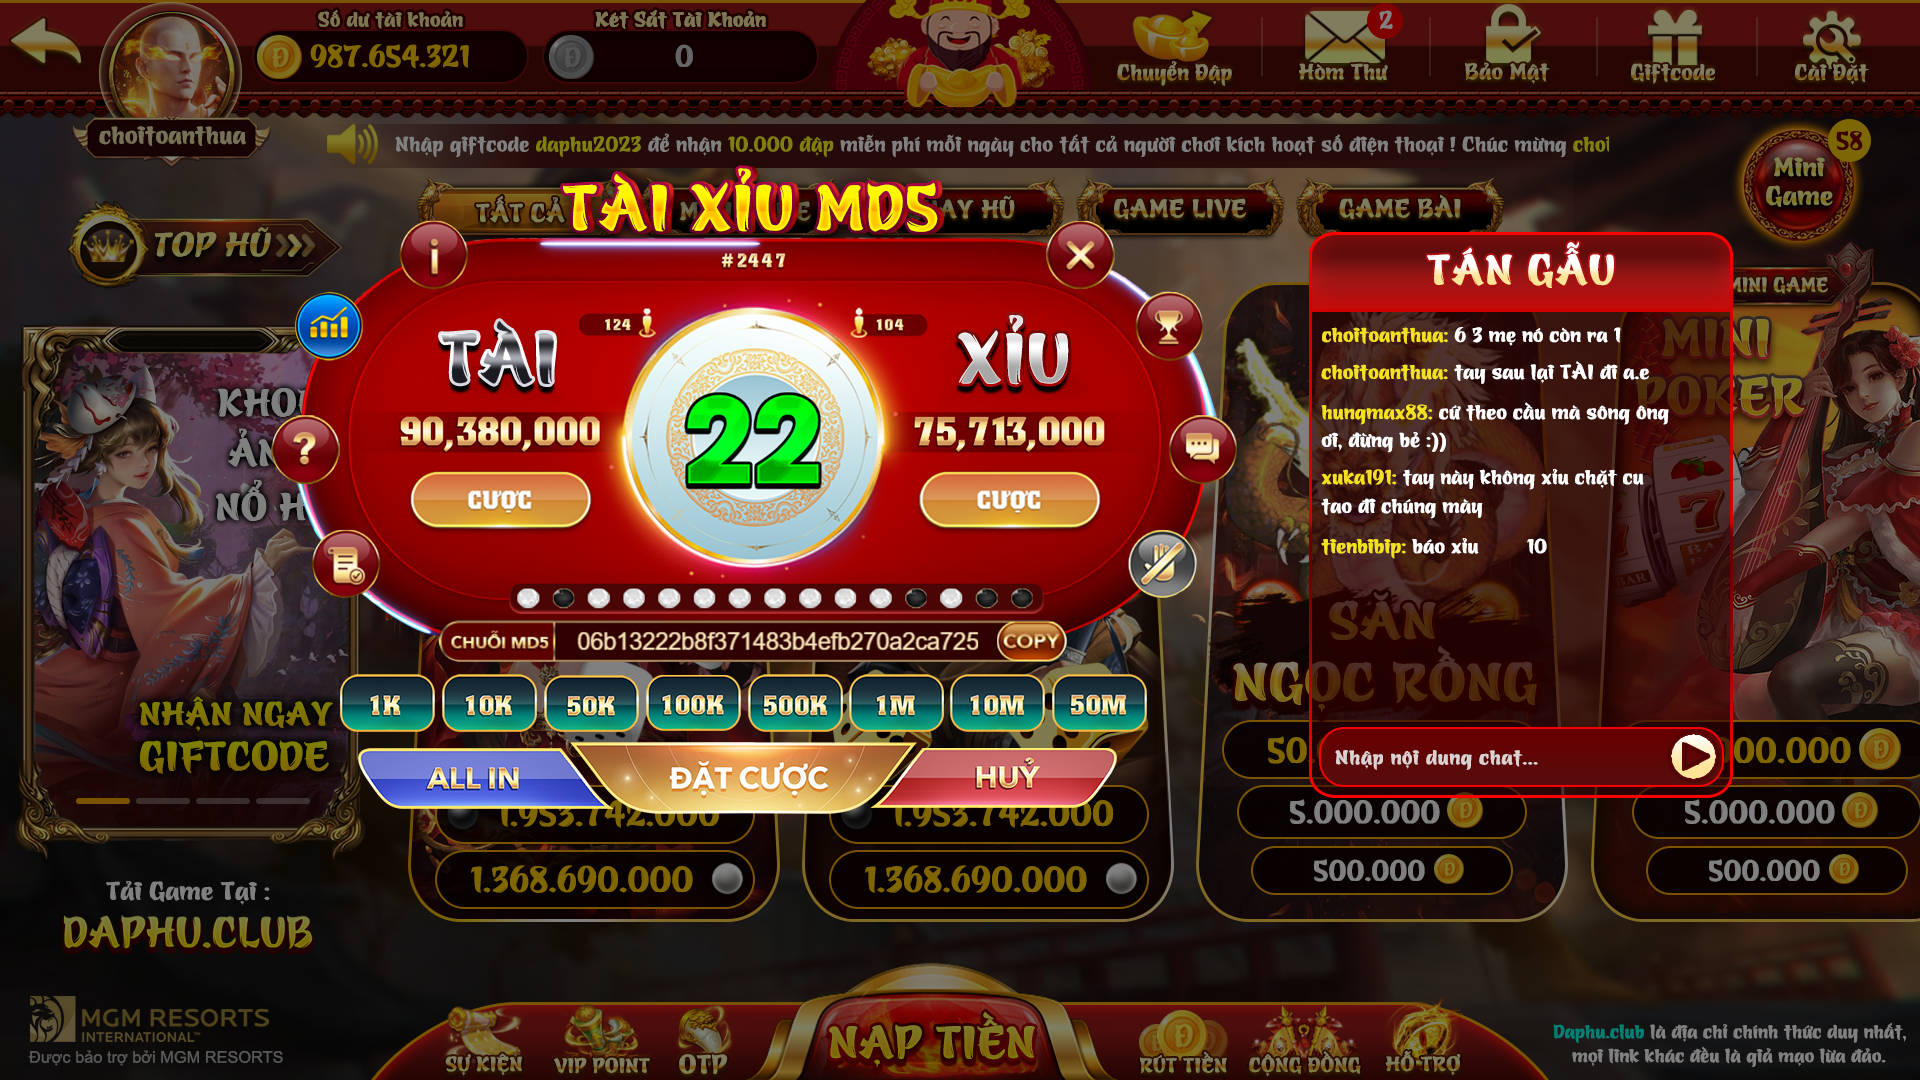 Số dư tài khoản
987.654.321
Két Sắt Tài Khoản
0
Chuyển Đập
2
Hòm Thư
Bảo Mật
Giftcode
Cài Đặt
choitoanthua
Nhập giftcode daphu2023 để nhận 10.000 đập miễn phí mỗi ngày cho tất cả người chơi kích hoạt số điện thoại ! Chúc mừng choi
58
Mini
Game
TOP HŨ
TẤT CẢ
AY HŨ
GAME LIVE
GAME BÀI
TÀI XỈU MD5
#2447
i
124
104
TÀI
XỈU
90,380,000
22
75,713,000
CƯỢC
CƯỢC
?
CHUỖI MD5
06b13222b8f371483b4efb270a2ca725
COPY
1K
10K
50K
100K
500K
1M
10M
50M
ALL IN
ĐẶT CƯỢC
HUỶ
TÁN GẪU
choitoanthua: 6 3 mẹ nó còn ra 1
choitoanthua: tay sau lại TÀI đi a.e
hungmax88: cứ theo cầu mà sông ông
ơi, đừng bẻ :))
xuka191: tay này không xỉu chặt cu
tao đi chúng mày
tienbibip: báo xỉu 10
Nhập nội dung chat...
MINI GAME
MINI
POKER
BAR
SĂN
NGỌC RỒNG
NHẬN NGAY
GIFTCODE
50.
000.000
1.953.742.000
1.953.742.000
5.000.000
5.000.000
1.368.690.000
1.368.690.000
500.000
500.000
Tải Game Tại :
DAPHU.CLUB
MGM RESORTS
INTERNATIONAL™
Được bảo trợ bởi MGM RESORTS
SỰ KIỆN
VIP POINT
OTP
NẠP TIỀN
RÚT TIỀN
CỘNG ĐỒNG
HỖ TRỢ
Daphu.club là địa chỉ chính thức duy nhất,
mọi link khác đều là giả mạo lừa đảo.